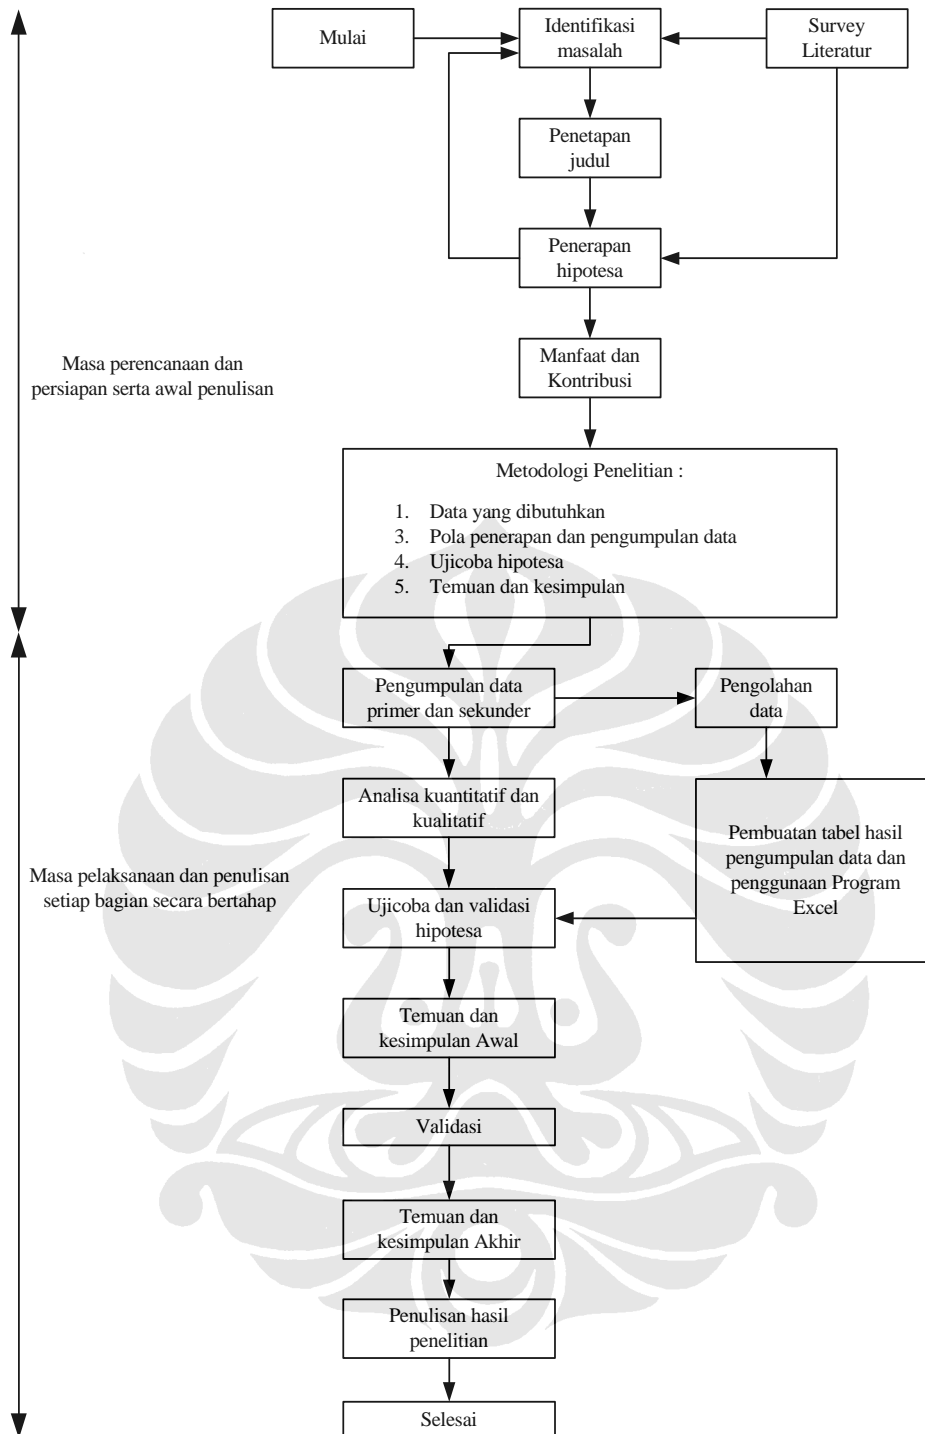 Mulai
Identifikasi
masalah
Survey
Literatur
Penetapan
judul
Penerapan
hipotesa
Manfaat dan
Kontribusi
Masa perencanaan dan
persiapan serta awal penulisan
Metodologi Penelitian :
1. Data yang dibutuhkan
3. Pola penerapan dan pengumpulan data
4. Ujicoba hipotesa
5. Temuan dan kesimpulan
Pengumpulan data
primer dan sekunder
Pengolahan
data
Analisa kuantitatif dan
kualitatif
Pembuatan tabel hasil
pengumpulan data dan
penggunaan Program
Excel
Masa pelaksanaan dan penulisan
setiap bagian secara bertahap
Ujicoba dan validasi
hipotesa
Temuan dan
kesimpulan Awal
Validasi
Temuan dan
kesimpulan Akhir
Penulisan hasil
penelitian
Selesai